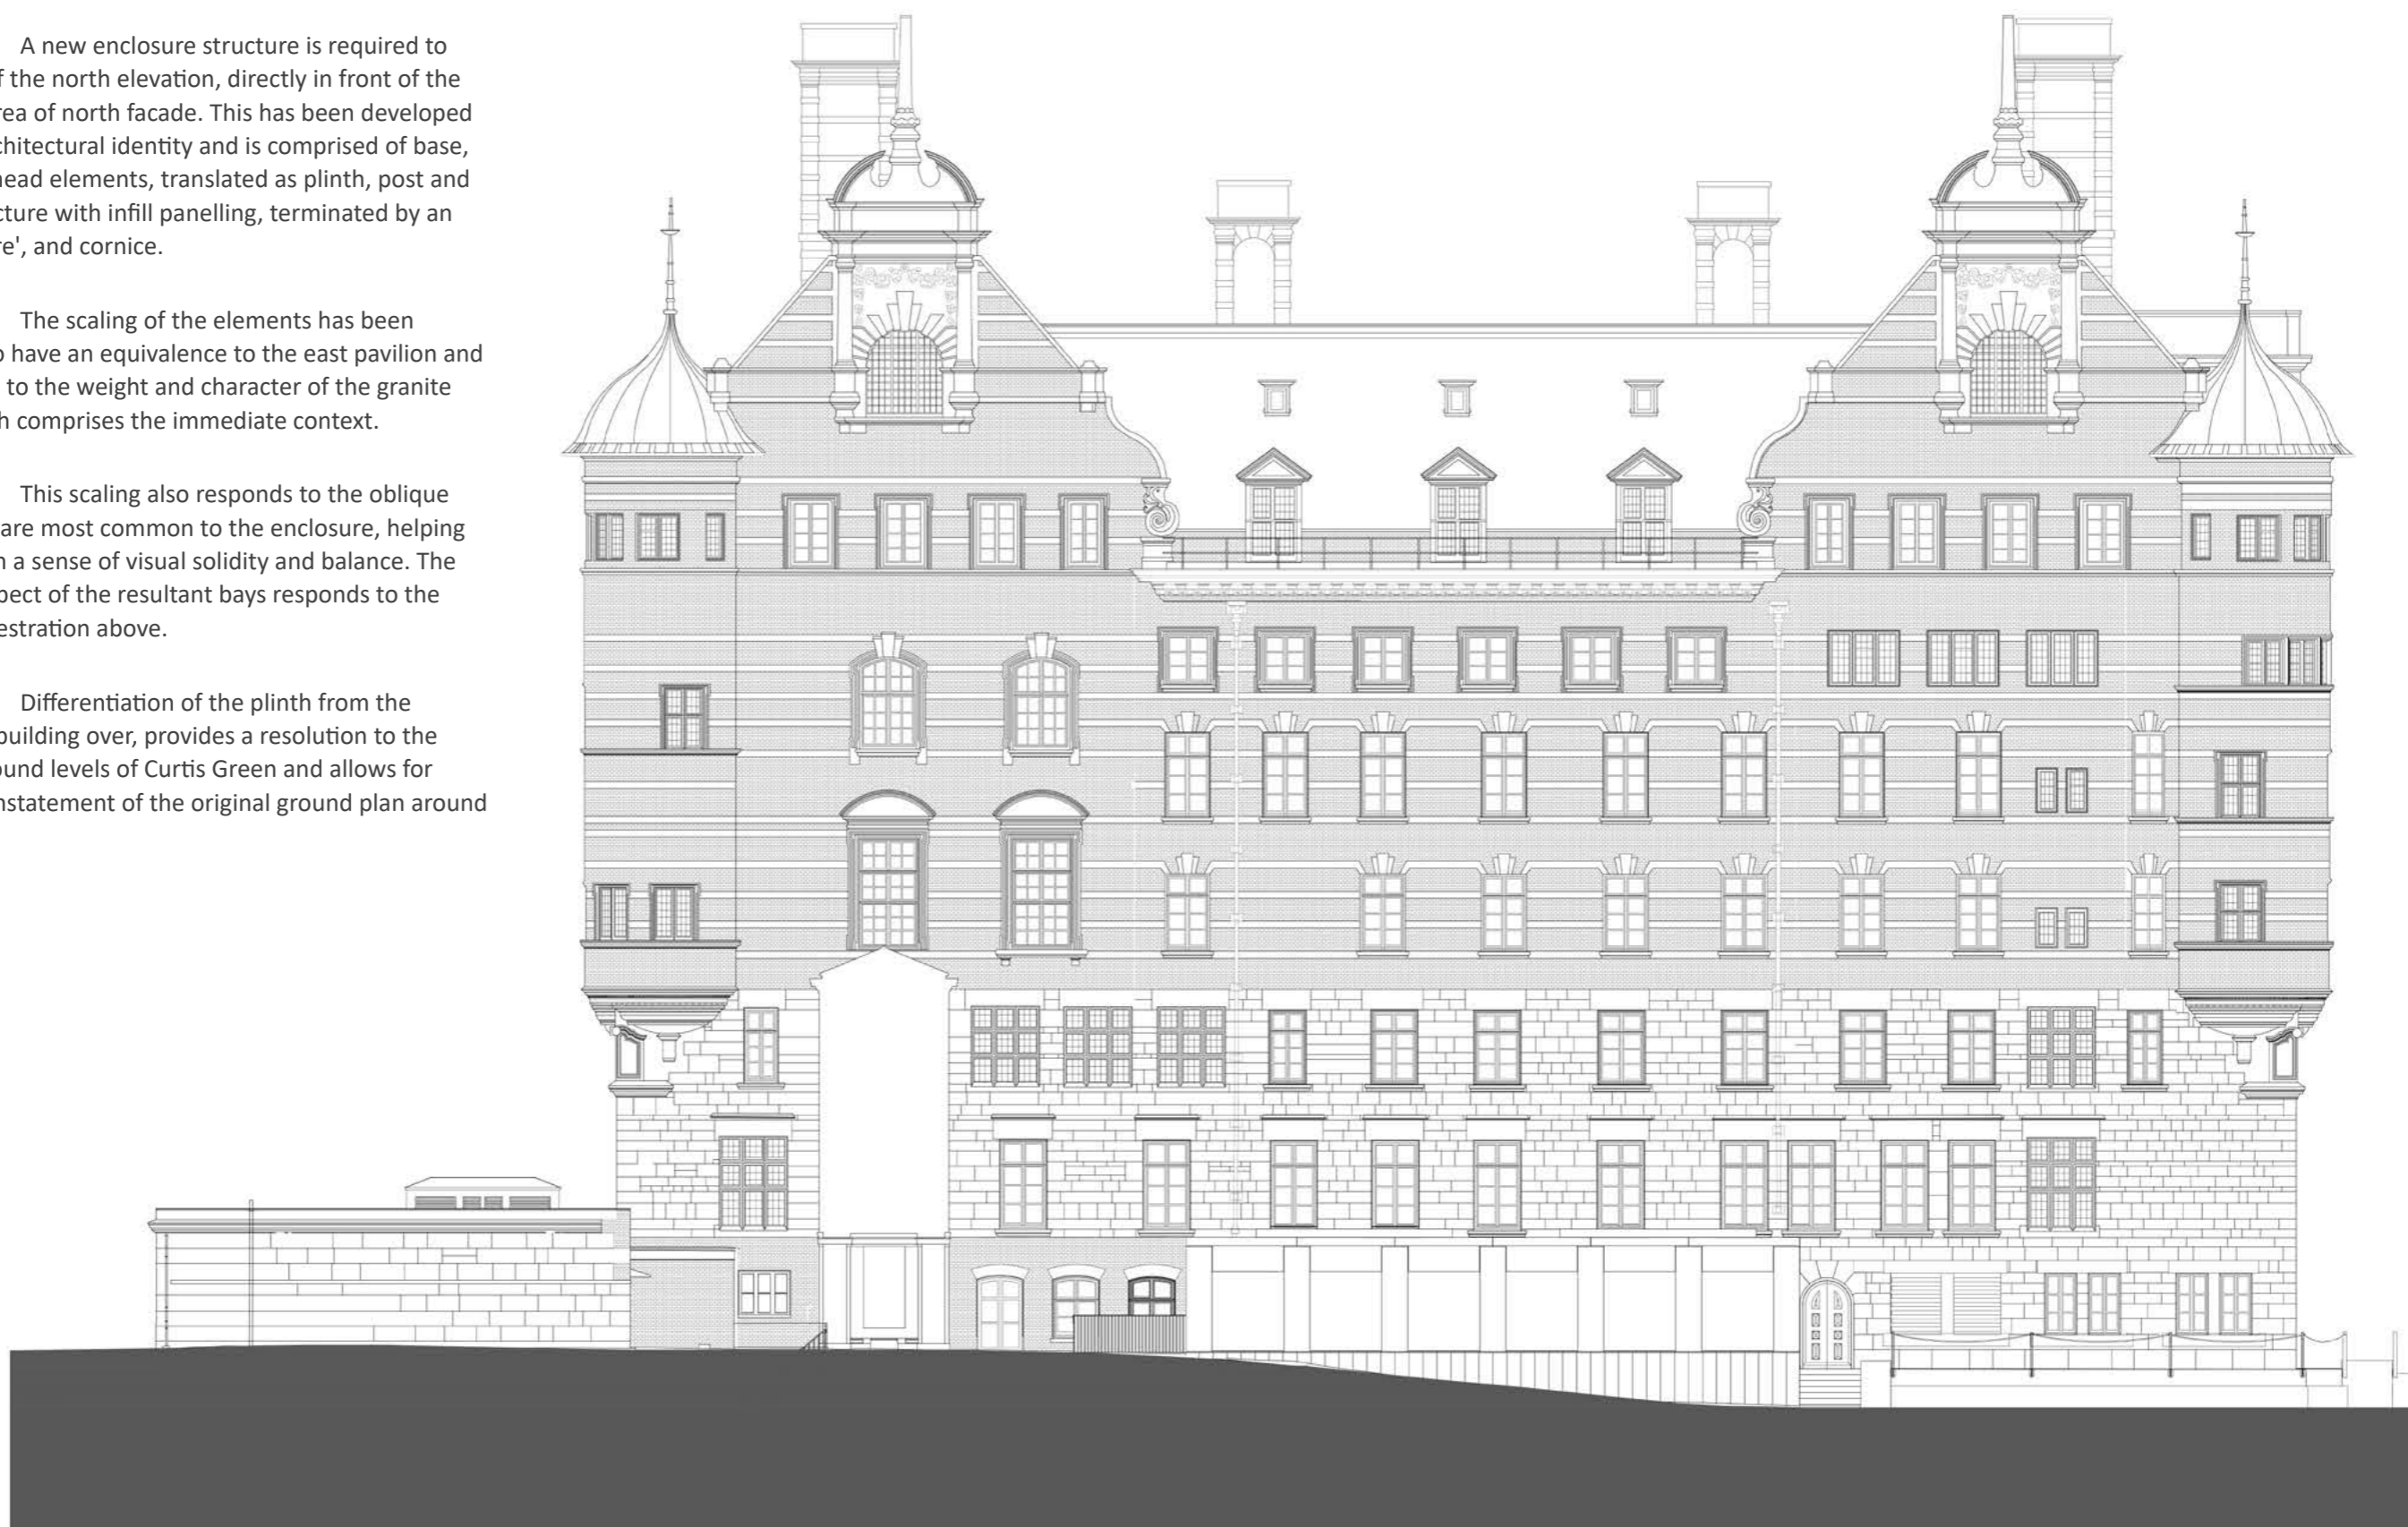 A new enclosure structure is required to
f the north elevation, directly in front of the
rea of north facade. This has been developed
chitectural identity and is comprised of base,
head elements, translated as plinth, post and
cture with infill panelling, terminated by an
re', and cornice.
The scaling of the elements has been
o have an equivalence to the east pavilion and
to the weight and character of the granite
h comprises the immediate context.
This scaling also responds to the oblique
are most common to the enclosure, helping
n a sense of visual solidity and balance. The
pect of the resultant bays responds to the
estration above.
Differentiation of the plinth from the
building over, provides a resolution to the
ound levels of Curtis Green and allows for
nstatement of the original ground plan around